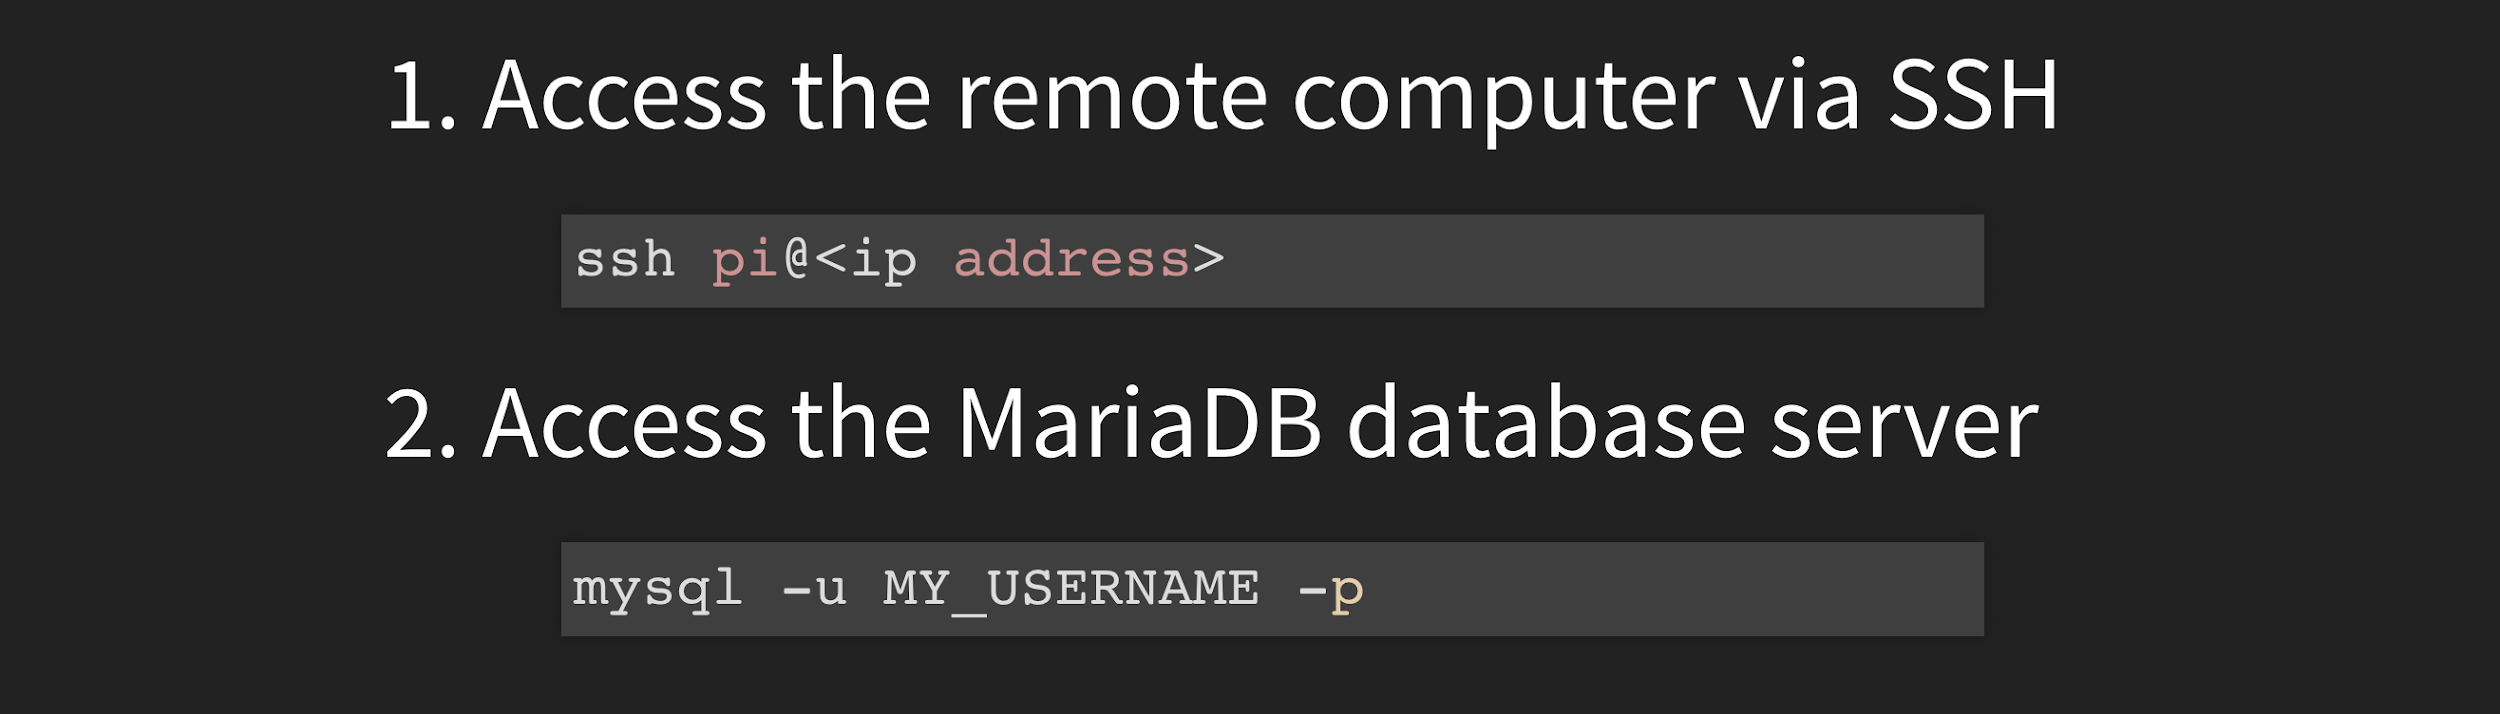 1. Access the remote computer via SSH
ssh pi@<ip address>
2. Access the MariaDB database server
mysql -u MY_USERNAME -p